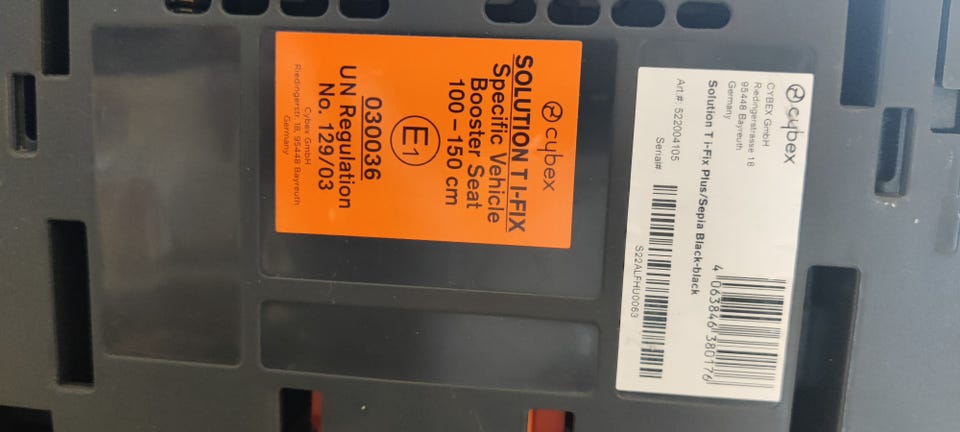 cybex
CYBEX GmbH
Riedingerstrasse 18
95448 Bayreuth
Germany
Solution T i-Fix Plus/Sepia Black-black
4 063846 380176
Art.#: 522004105
Serial#
S22ALFHU0063
cybex
SOLUTION T I-FIX
Specific Vehicle
Booster Seat
100 - 150 cm
E1
030036
UN Regulation
No. 129/03
Cybex GmbH
Riedingerstr. 18, 95448 Bayreuth
Germany